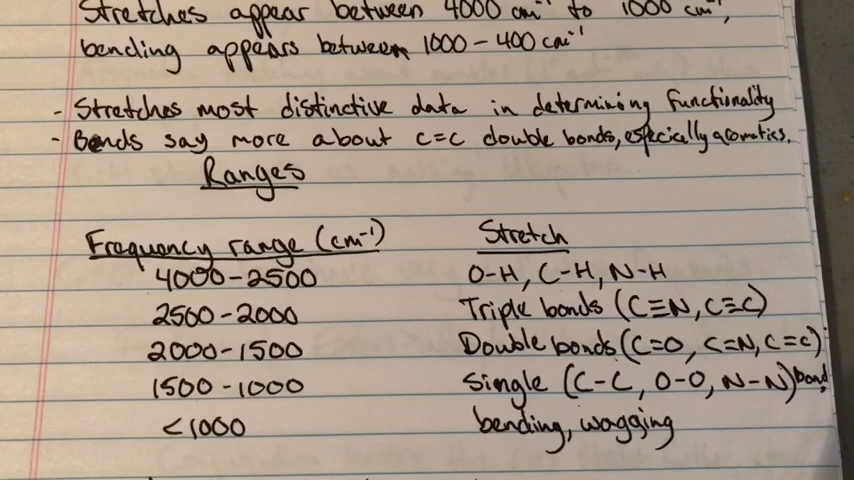 Stretches appear between 4000 cm⁻¹ to 1000 cm⁻¹,
bending appears between 1000-400 cm⁻¹
- Stretches most distinctive data in determining functionality
- Bends say more about C=C double bonds, especially aromatics.
Ranges
Frequency range (cm⁻¹) Stretch
4000-2500 O-H, C-H, N-H
2500-2000 Triple bonds (C≡N, C≡C)
2000-1500 Double bonds (C=O, C=N, C=C)
1500-1000 Single (C-C, O-O, N-N) bond
<1000 bending, wagging